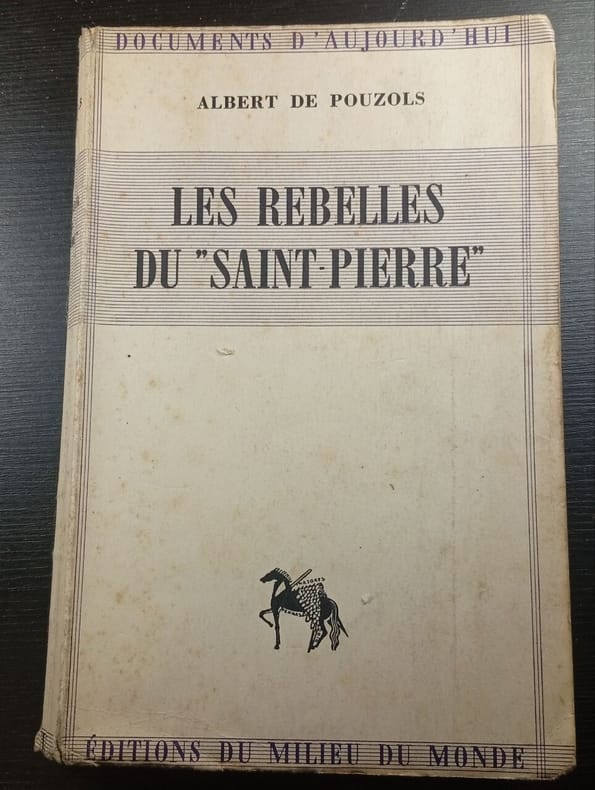 DOCUMENTS D'AUJOURD'HUI
ALBERT DE POUZOLS
LES REBELLES
DU "SAINT-PIERRE"
ÉDITIONS DU MILIEU DU MONDE